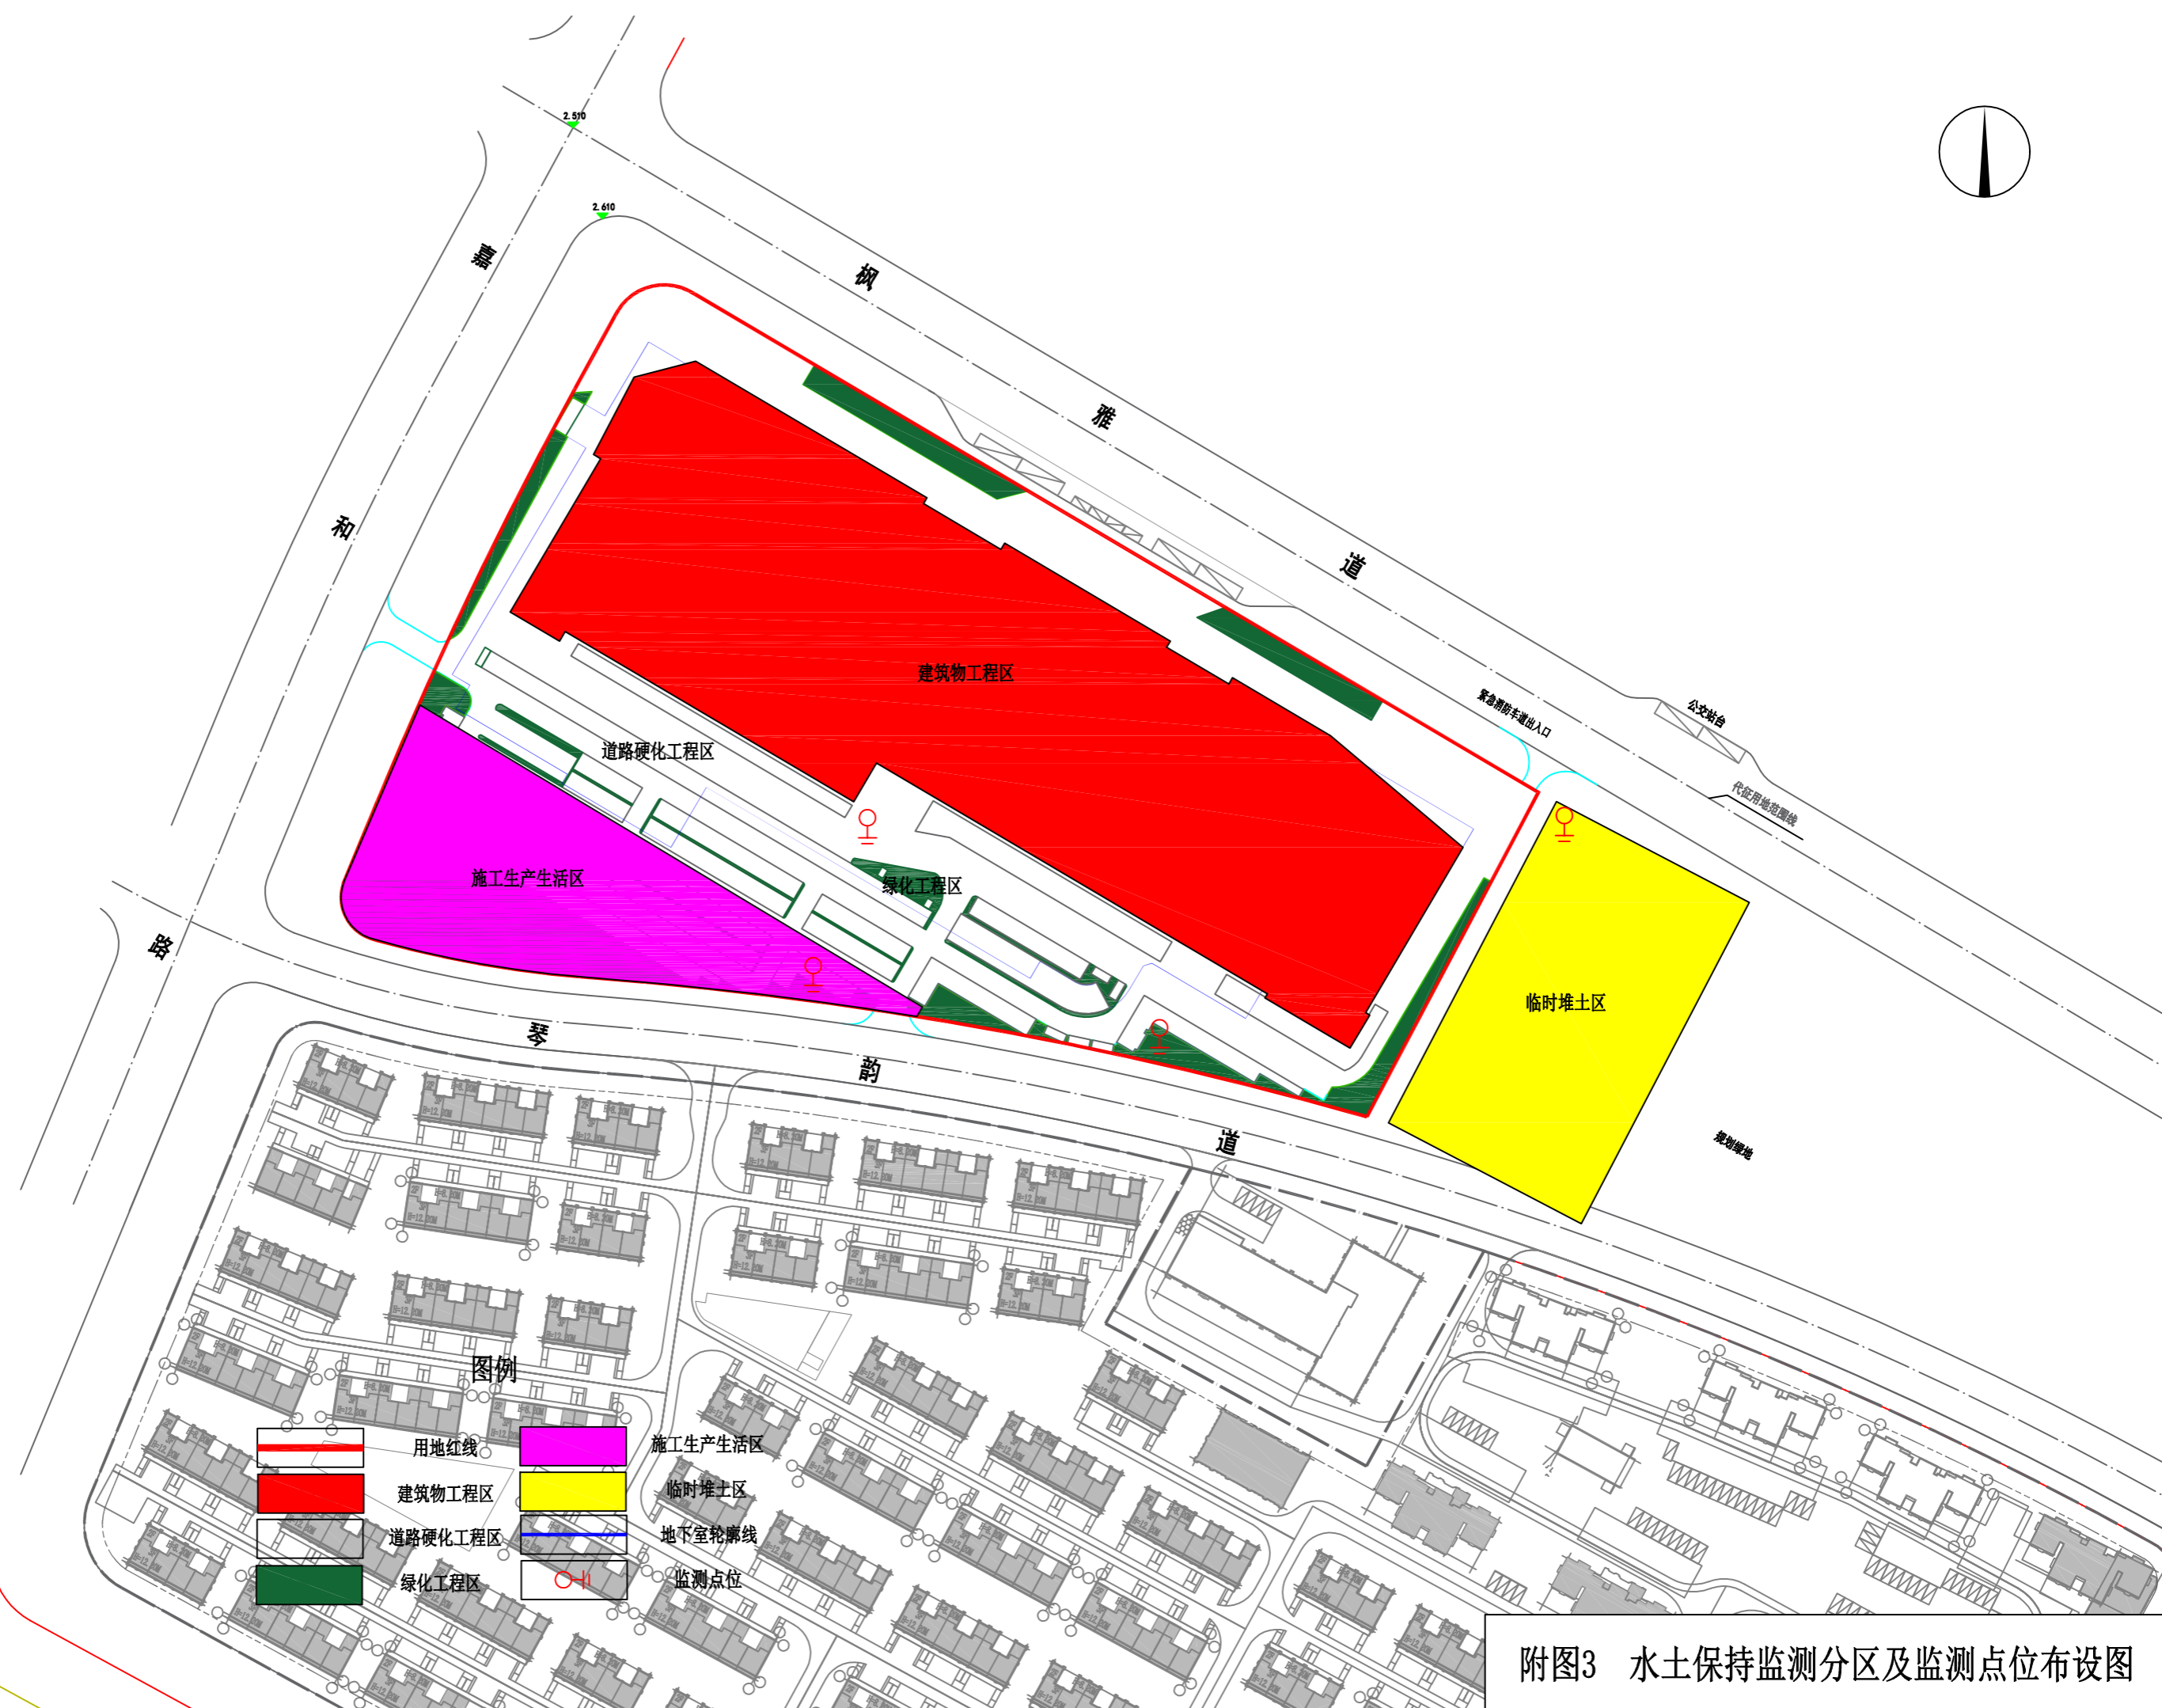 2.510
2.610
嘉
和
路
枫
雅
道
建筑物工程区
紧急消防车道出入口
公交站台
代征用地范围线
道路硬化工程区
施工生产生活区
绿化工程区
临时堆土区
规划绿地
琴
韵
道
图例
用地红线
施工生产生活区
建筑物工程区
临时堆土区
道路硬化工程区
地下室轮廓线
绿化工程区
监测点位
附图3 水土保持监测分区及监测点位布设图